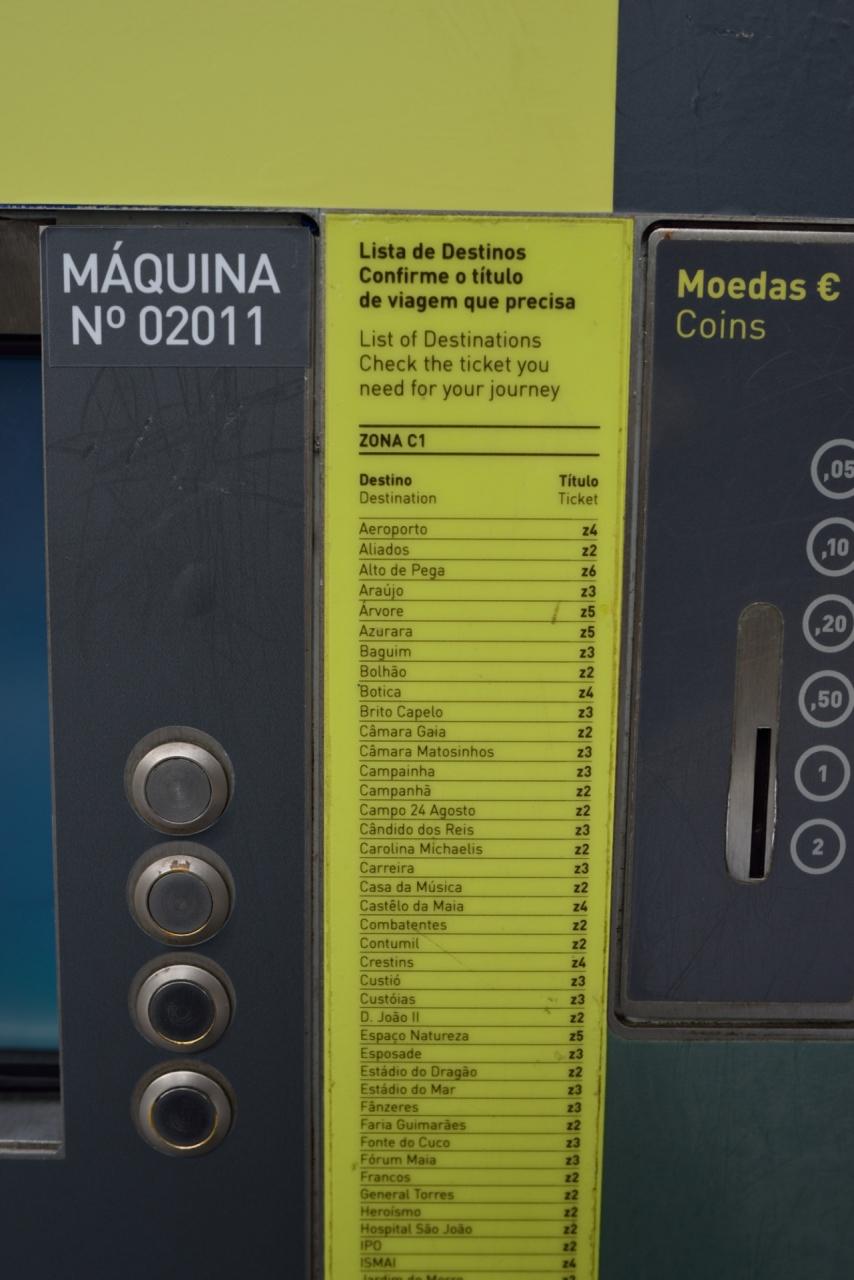 MÁQUINA
Nº 02011
Lista de Destinos
Confirme o título
de viagem que precisa
List of Destinations
Check the ticket you
need for your journey
ZONA C1
Destino Título
Destination Ticket
Aeroporto z4
Aliados z2
Alto de Pega z6
Araújo z3
Árvore z5
Azurara z5
Baguim z3
Bolhão z2
Botica z4
Brito Capelo z3
Câmara Gaia z2
Câmara Matosinhos z3
Campainha z3
Campanhã z2
Campo 24 Agosto z2
Cândido dos Reis z3
Carolina Michaelis z2
Carreira z3
Casa da Música z2
Castêlo da Maia z4
Combatentes z2
Contumil z2
Crestins z4
Custió z3
Custóias z3
D. João II z2
Espaço Natureza z5
Esposade z3
Estádio do Dragão z2
Estádio do Mar z3
Fânzeres z3
Faria Guimarães z2
Fonte do Cuco z3
Fórum Maia z3
Francos z2
General Torres z2
Heroísmo z2
Hospital São João z2
IPO z2
ISMAI z4
Moedas €
Coins
,05
,10
,20
,50
1
2